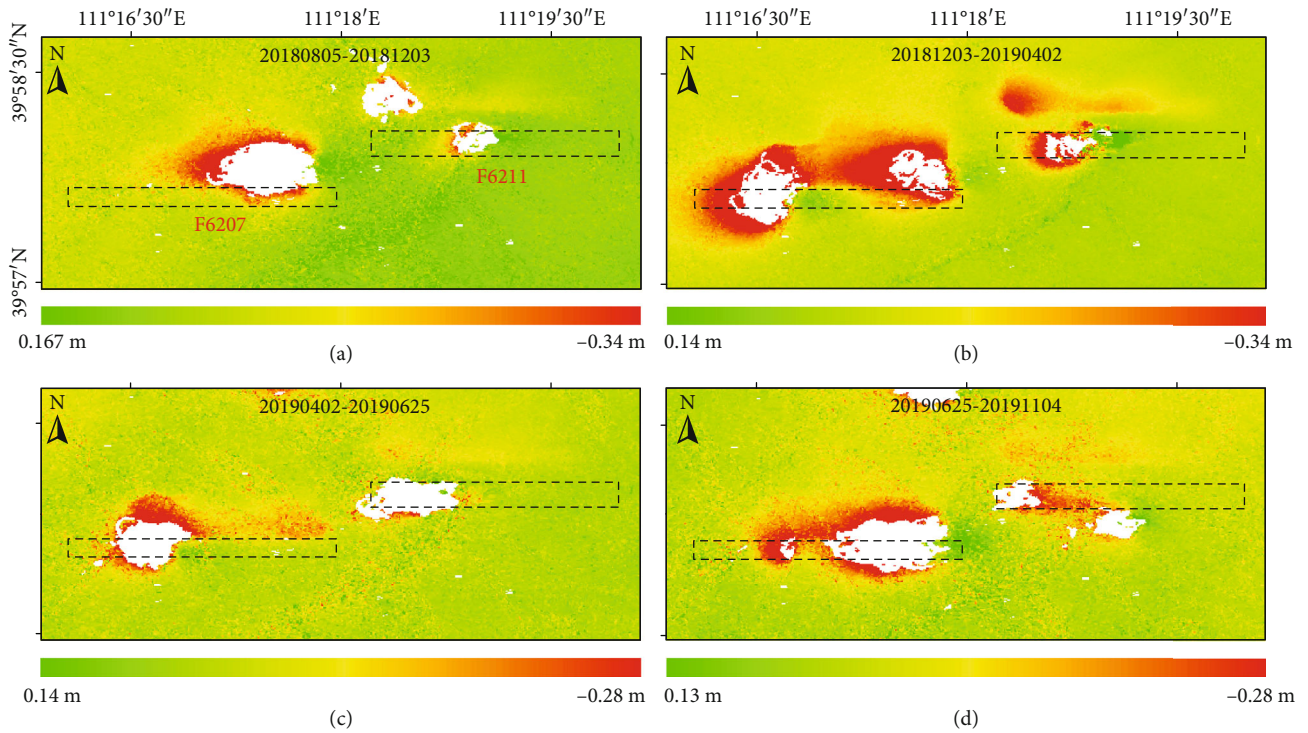 111°16′30″E 111°18′E 111°19′30″E 111°16′30″E 111°18′E 111°19′30″E
39°58′30″N
39°57′N
N
20180805-20181203
F6211
F6207
0.167 m
−0.34 m
(a)
N
20181203-20190402
0.14 m
−0.34 m
(b)
N
20190402-20190625
0.14 m
−0.28 m
(c)
N
20190625-20191104
0.13 m
−0.28 m
(d)